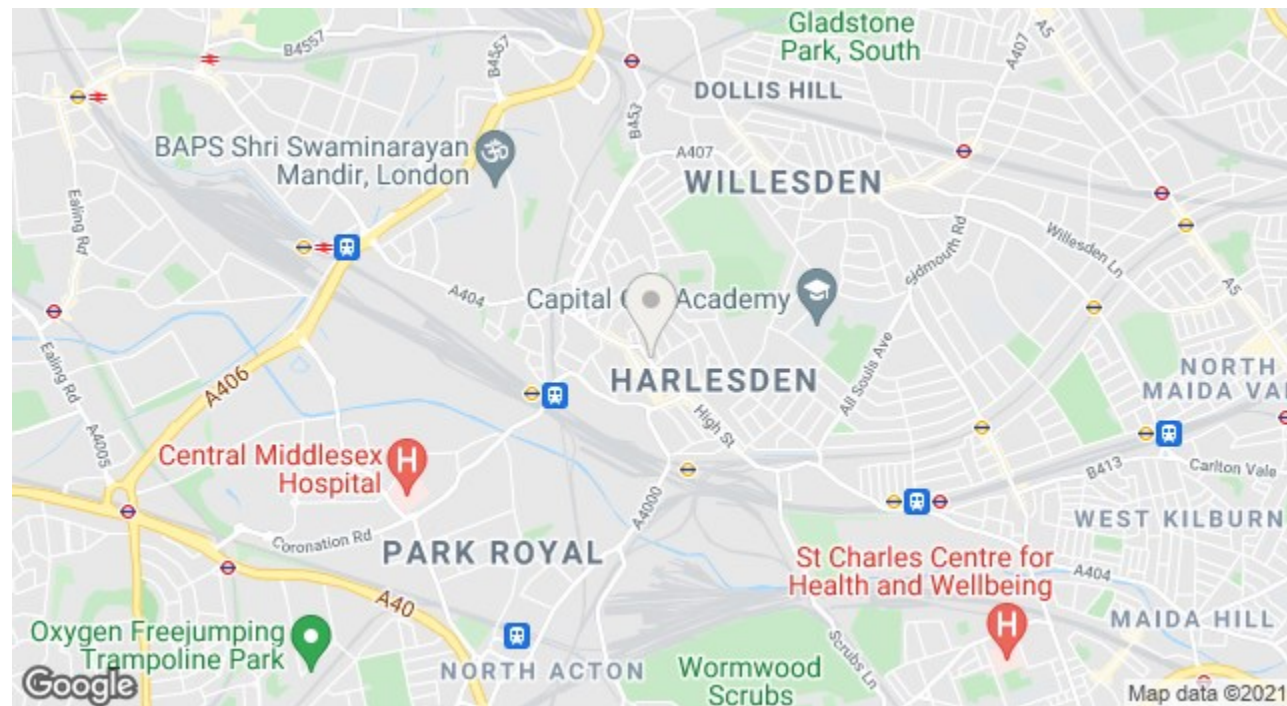 Gladstone
Park, South
A5
A407
B4557
B4557
DOLLIS HILL
B457
A407
BAPS Shri Swaminarayan
Mandir, London
WILLESDEN
Ealing Rd
Willesden Ln
Sidmouth Rd
A404
Capital
Academy
A5
Ealing Rd
A406
All Souls Ave
NORTH
MAIDA VA
HARLESDEN
High St
A4005
Central Middlesex
Hospital
H
B413
Carlton Vale
A4000
WEST KILBURN
Coronation Rd
PARK ROYAL
St Charles Centre for
Health and Wellbeing
A404
A40
H
MAIDA HILL
Oxygen Freejumping
Trampoline Park
NORTH ACTON
Wormwood
Scrubs
Scrubs Ln
Google
Map data ©2021